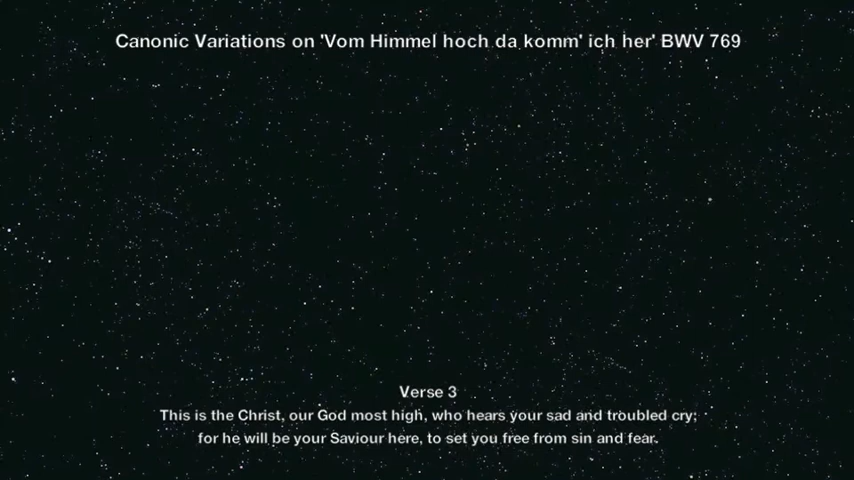 Canonic Variations on 'Vom Himmel hoch da komm' ich her' BWV 769
Verse 3
This is the Christ, our God most high, who hears your sad and troubled cry;
for he will be your Saviour here, to set you free from sin and fear.